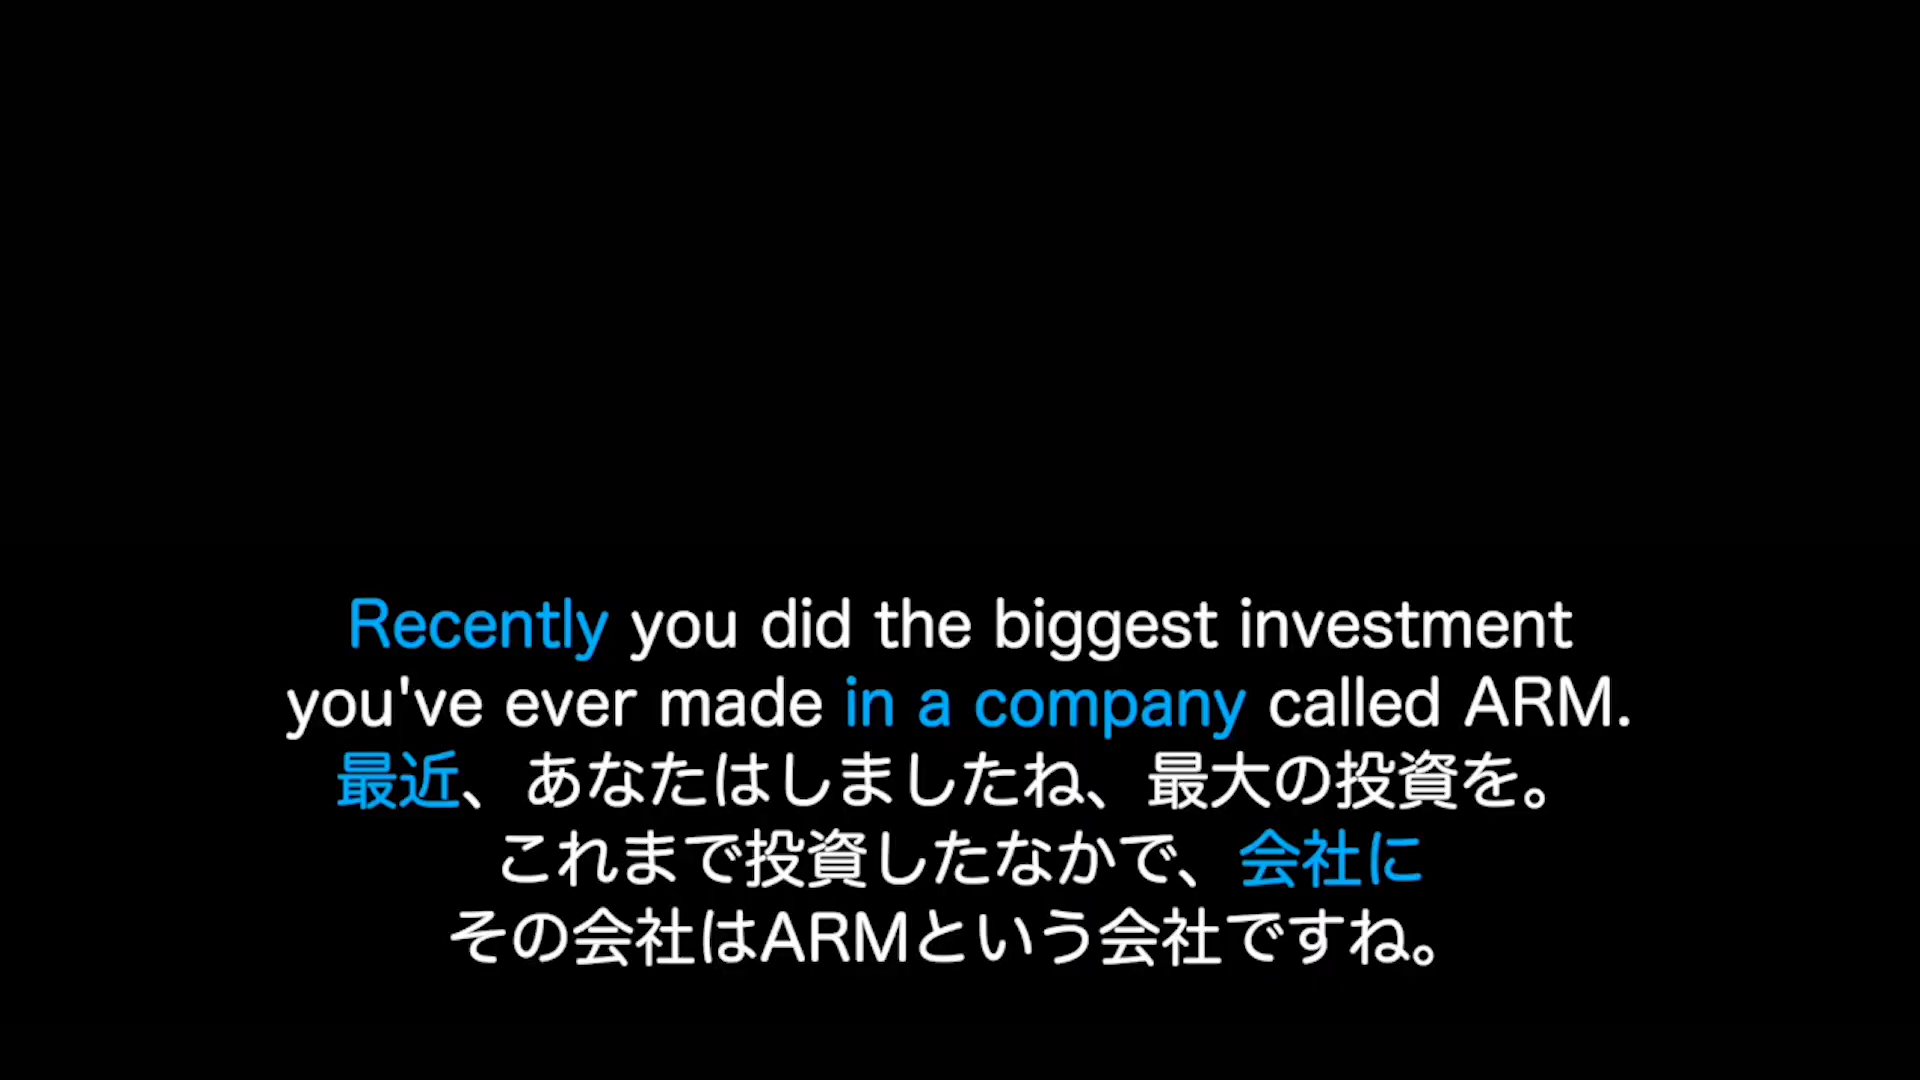 Recently you did the biggest investment
you've ever made in a company called ARM.
最近、あなたはしましたね、最大の投資を。
これまで投資したなかで、会社に
その会社はARMという会社ですね。